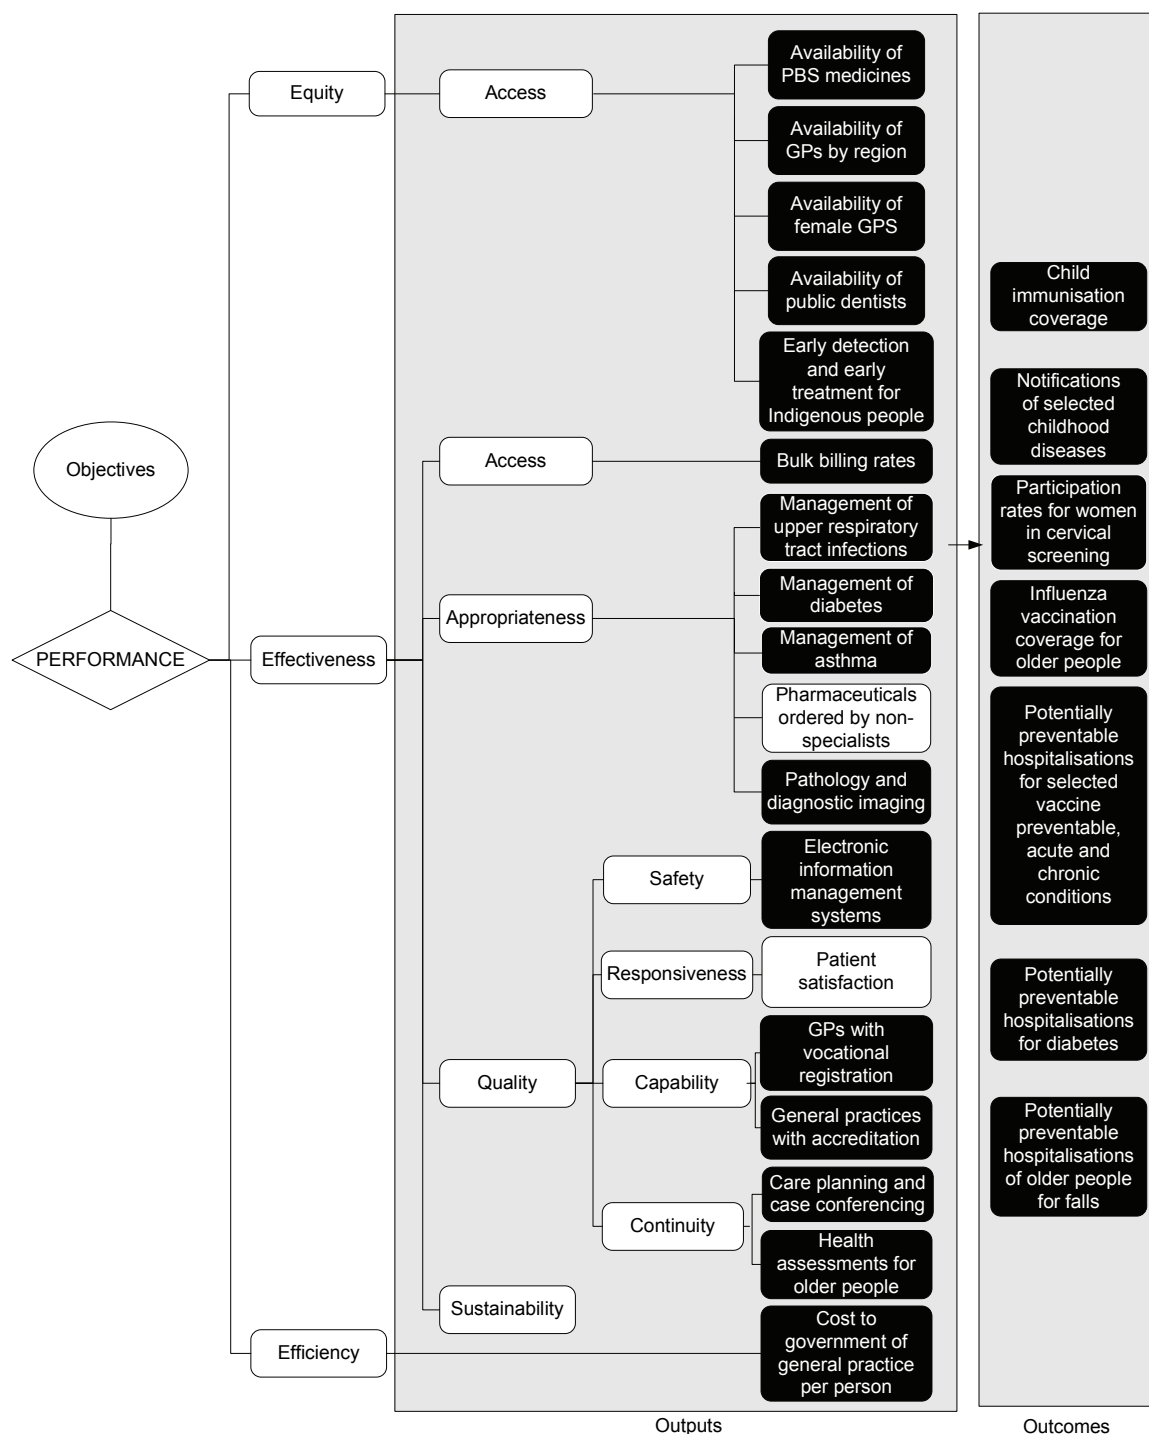 Objectives
PERFORMANCE
Equity
Access
Availability of
PBS medicines
Availability of
GPs by region
Availability of
female GPS
Availability of
public dentists
Early detection
and early
treatment for
Indigenous people
Effectiveness
Access
Bulk billing rates
Appropriateness
Management of
upper respiratory
tract infections
Management of
diabetes
Management of
asthma
Pharmaceuticals
ordered by non-
specialists
Pathology and
diagnostic imaging
Quality
Safety
Electronic
information
management
systems
Responsiveness
Patient
satisfaction
Capability
GPs with
vocational
registration
General practices
with accreditation
Continuity
Care planning and
case conferencing
Health
assessments for
older people
Sustainability
Efficiency
Cost to
government of
general practice
per person
Outputs
Child
immunisation
coverage
Notifications
of selected
childhood
diseases
Participation
rates for women
in cervical
screening
Influenza
vaccination
coverage for
older people
Potentially
preventable
hospitalisations
for selected
vaccine
preventable,
acute and
chronic
conditions
Potentially
preventable
hospitalisations
for diabetes
Potentially
preventable
hospitalisations
of older people
for falls
Outcomes